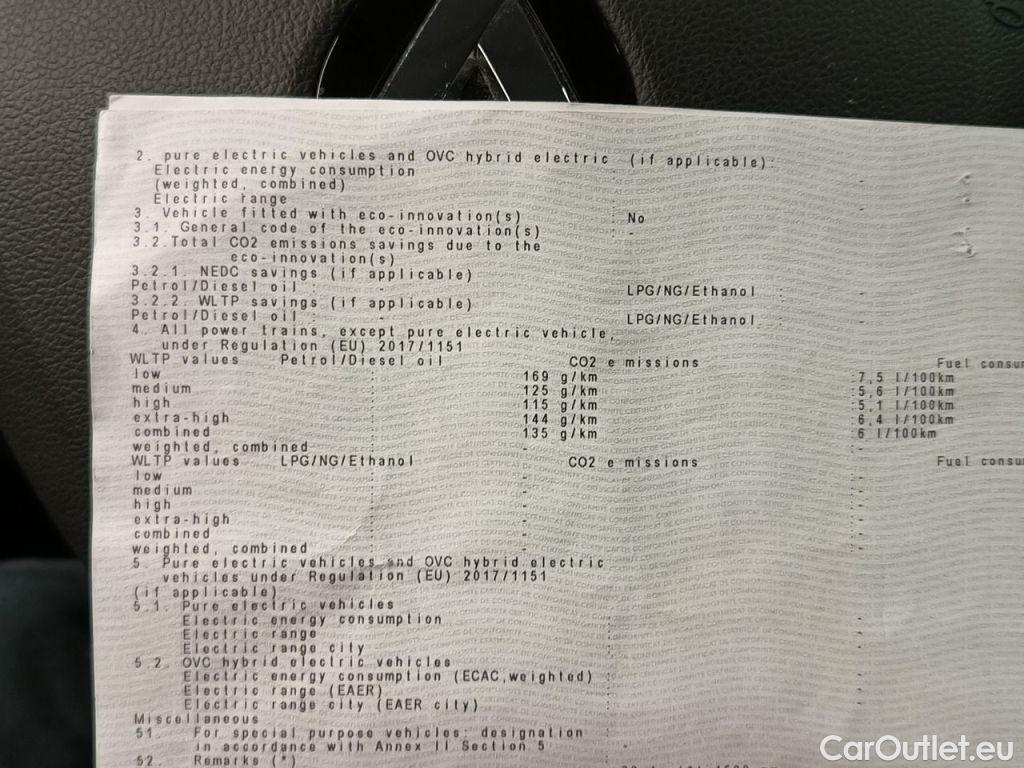 2. pure electric vehicles and OVC hybrid electric (if applicable):
Electric energy consumption
(weighted, combined)
Electric range
3. Vehicle fitted with eco-innovation(s) : No
3.1. General code of the eco-innovation(s) : -
3.2.Total CO2 emissions savings due to the
eco-innovation(s)
3.2.1. NEDC savings (if applicable)
Petrol/Diesel oil : - LPG/NG/Ethanol : -
3.2.2. WLTP savings (if applicable)
Petrol/Diesel oil : - LPG/NG/Ethanol : -
4. All power trains, except pure electric vehicle,
under Regulation (EU) 2017/1151
WLTP values Petrol/Diesel oil CO2 emissions Fuel
low : 169 g/km : 7,5 l/100km
medium : 125 g/km : 5,6 l/100km
high : 115 g/km : 5,1 l/100km
extra-high : 144 g/km : 6,4 l/100km
combined : 135 g/km : 6 l/100km
weighted, combined : - : -
WLTP values LPG/NG/Ethanol CO2 emissions Fuel
low : - : -
medium : - : -
high : - : -
extra-high : - : -
combined : - : -
weighted, combined : - : -
5. Pure electric vehicles and OVC hybrid electric
vehicles under Regulation (EU) 2017/1151
(if applicable)
5.1. Pure electric vehicles
Electric energy consumption : -
Electric range : -
Electric range city : -
5.2. OVC hybrid electric vehicles
Electric energy consumption (ECAC,weighted) : -
Electric range (EAER) : -
Electric range city (EAER city) : -
Miscellaneous
51. For special purpose vehicles: designation
in accordance with Annex II Section 5 : -
52. Remarks (*)
CarOutlet.eu